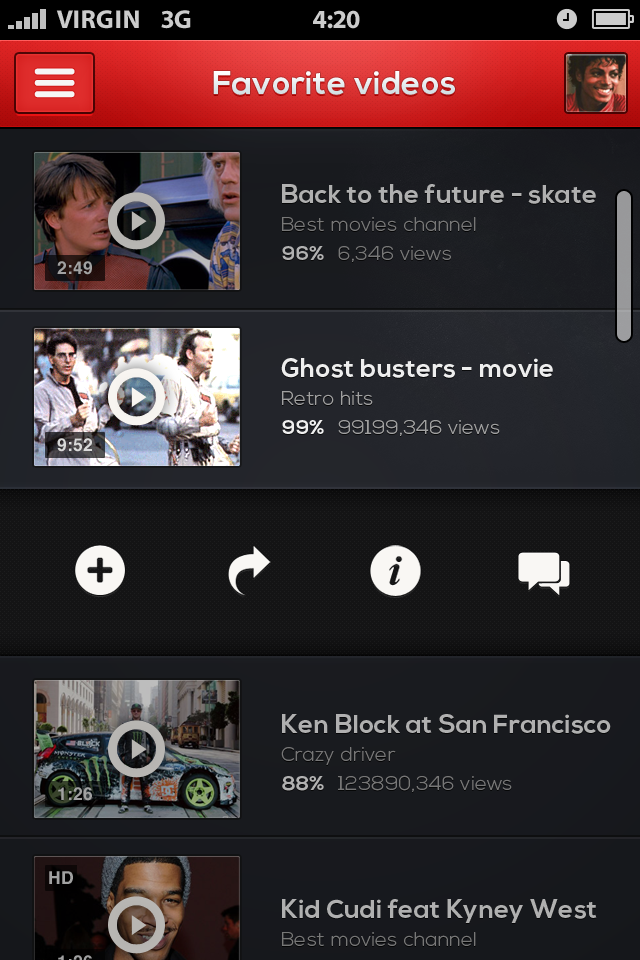 VIRGIN 3G 4:20
Favorite videos
Back to the future - skate
Best movies channel
96% 6,346 views
2:49
Ghost busters - movie
Retro hits
99% 99199,346 views
9:52
Ken Block at San Francisco
Crazy driver
88% 123890,346 views
1:26
HD
Kid Cudi feat Kyney West
Best movies channel